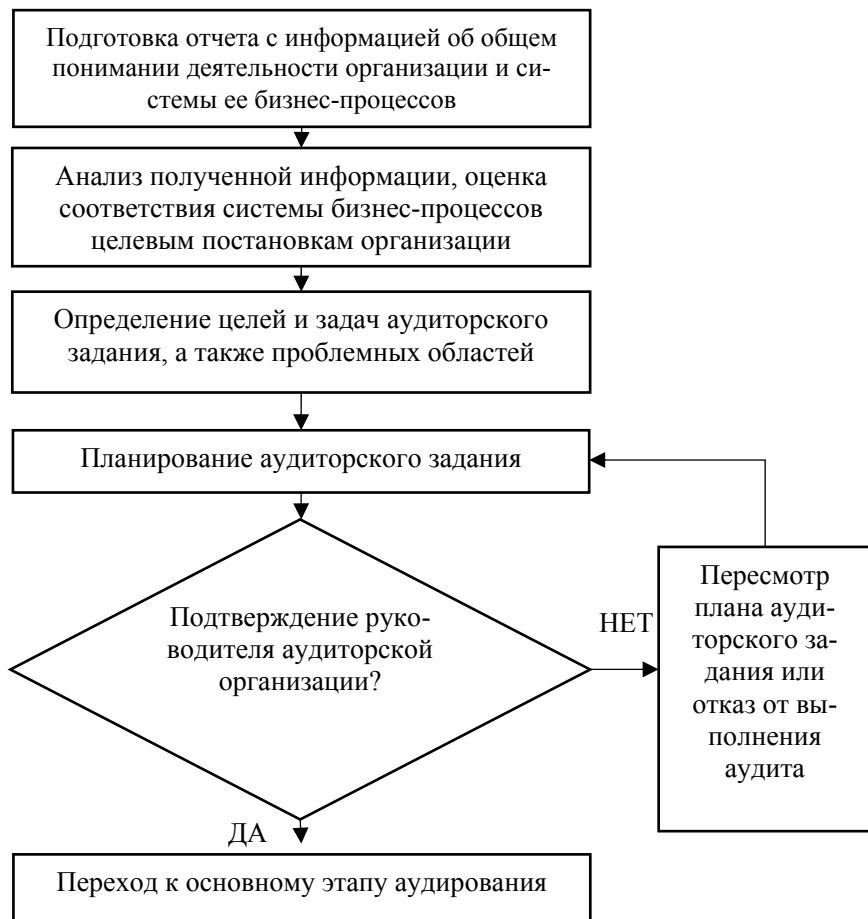 Подготовка отчета с информацией об общем
понимании деятельности организации и си-
стемы ее бизнес-процессов
Анализ полученной информации, оценка
соответствия системы бизнес-процессов
целевым постановкам организации
Определение целей и задач аудиторского
задания, а также проблемных областей
Планирование аудиторского задания
Подтверждение руко-
водителя аудиторской
организации?
НЕТ
Пересмотр
плана ауди-
торского за-
дания или
отказ от вы-
полнения
аудита
ДА
Переход к основному этапу аудирования